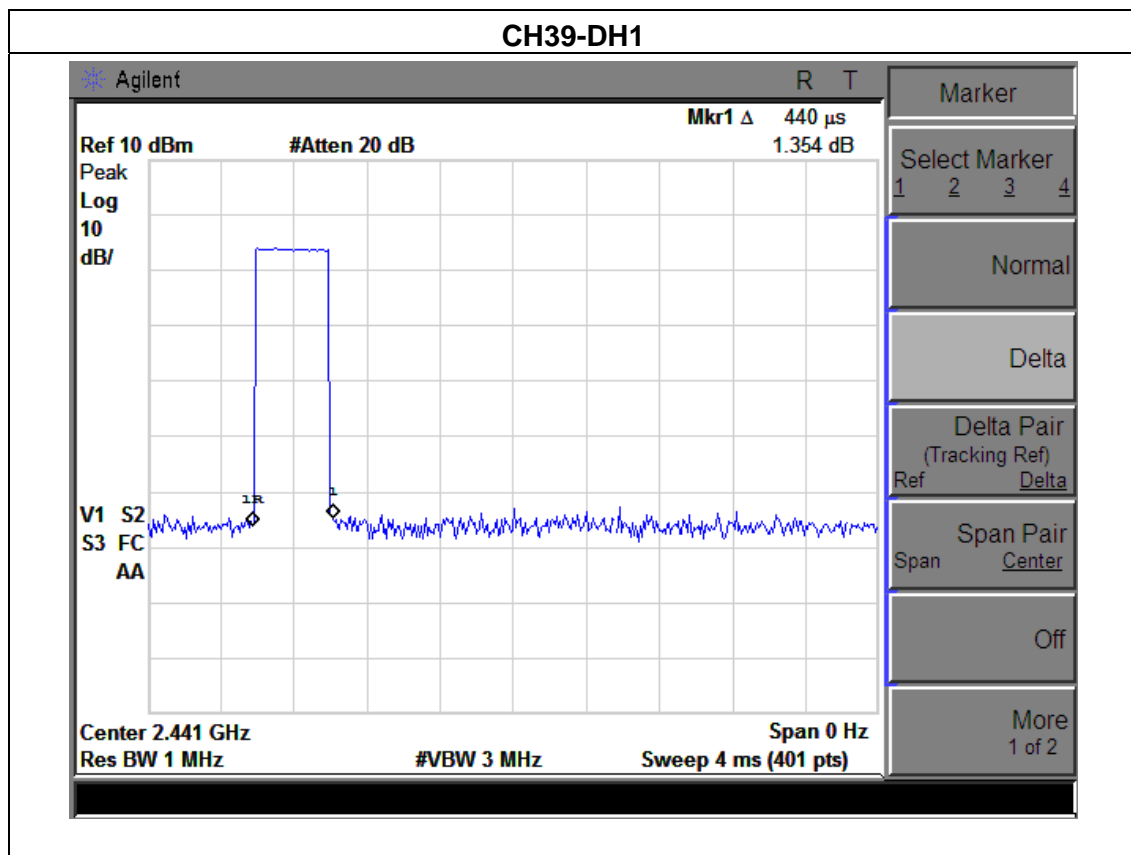 CH39-DH1
Agilent R T
Mkr1 Δ 440 μs
Ref 10 dBm #Atten 20 dB 1.354 dB
Peak
Log
10
dB/
1R
1
V1 S2
S3 FC
AA
Center 2.441 GHz Span 0 Hz
Res BW 1 MHz #VBW 3 MHz Sweep 4 ms (401 pts)
Marker
Select Marker
1 2 3 4
Normal
Delta
Delta Pair
(Tracking Ref)
Ref Delta
Span Pair
Span Center
Off
More
1 of 2